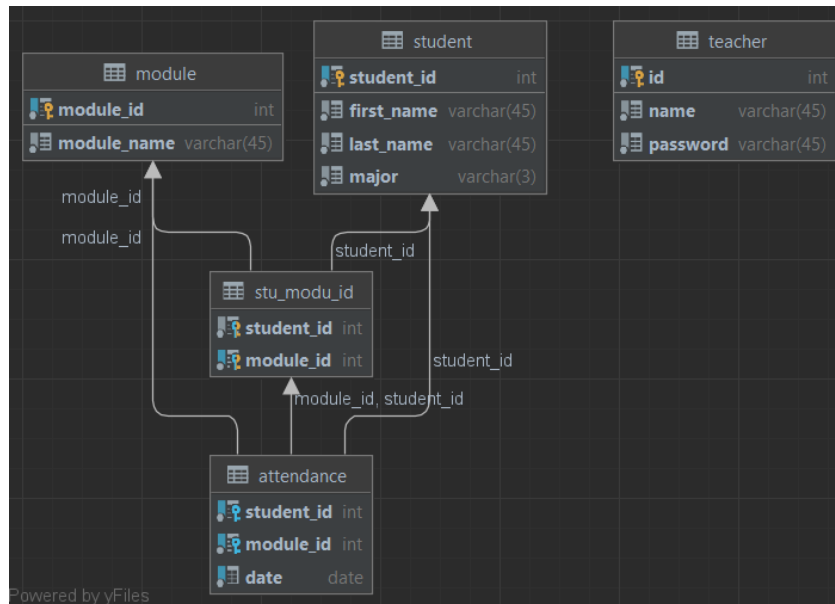 module
module_id int
module_name varchar(45)
student
student_id int
first_name varchar(45)
last_name varchar(45)
major varchar(3)
teacher
id int
name varchar(45)
password varchar(45)
module_id
module_id
student_id
stu_modu_id
student_id int
module_id int
student_id
module_id, student_id
attendance
student_id int
module_id int
date date
Powered by yFiles